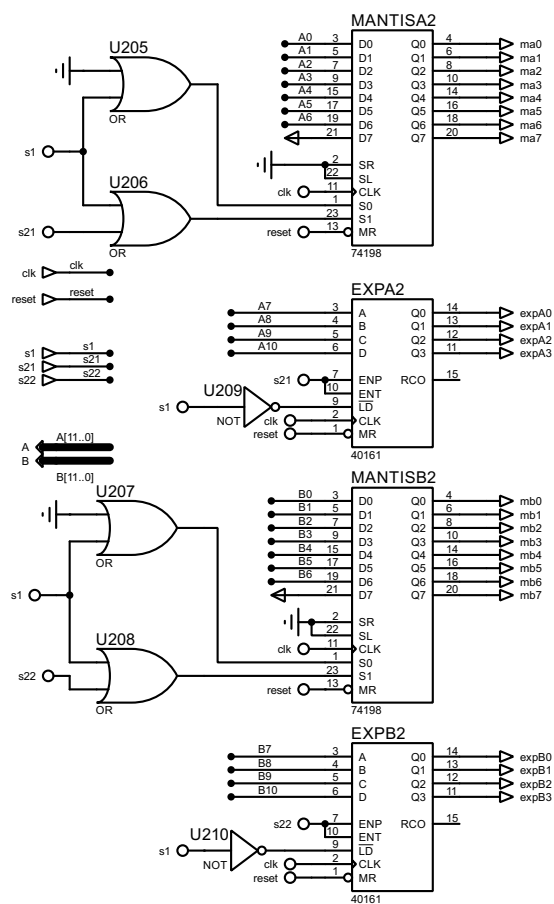 MANTISA2
U205
OR
s1
U206
OR
s21
A0 3 D0 Q0 4 ma0
A1 5 D1 Q1 6 ma1
A2 7 D2 Q2 8 ma2
A3 9 D3 Q3 10 ma3
A4 15 D4 Q4 14 ma4
A5 17 D5 Q5 16 ma5
A6 19 D6 Q6 18 ma6
21 D7 Q7 20 ma7
2 SR
22 SL
clk 11 CLK
1 S0
23 S1
reset 13 MR
74198
clk clk
reset reset
s1 s1
s21 s21
s22 s22
EXPA2
A7 3 A Q0 14 expA0
A8 4 B Q1 13 expA1
A9 5 C Q2 12 expA2
A10 6 D Q3 11 expA3
s21 7 ENP RCO 15
10 ENT
U209
s1 NOT 9 LD
clk 2 CLK
reset 1 MR
40161
A A[11..0]
B B[11..0]
MANTISB2
U207
OR
s1
U208
OR
s22
B0 3 D0 Q0 4 mb0
B1 5 D1 Q1 6 mb1
B2 7 D2 Q2 8 mb2
B3 9 D3 Q3 10 mb3
B4 15 D4 Q4 14 mb4
B5 17 D5 Q5 16 mb5
B6 19 D6 Q6 18 mb6
21 D7 Q7 20 mb7
2 SR
22 SL
clk 11 CLK
1 S0
23 S1
reset 13 MR
74198
EXPB2
B7 3 A Q0 14 expB0
B8 4 B Q1 13 expB1
B9 5 C Q2 12 expB2
B10 6 D Q3 11 expB3
s22 7 ENP RCO 15
10 ENT
U210
s1 NOT 9 LD
clk 2 CLK
reset 1 MR
40161